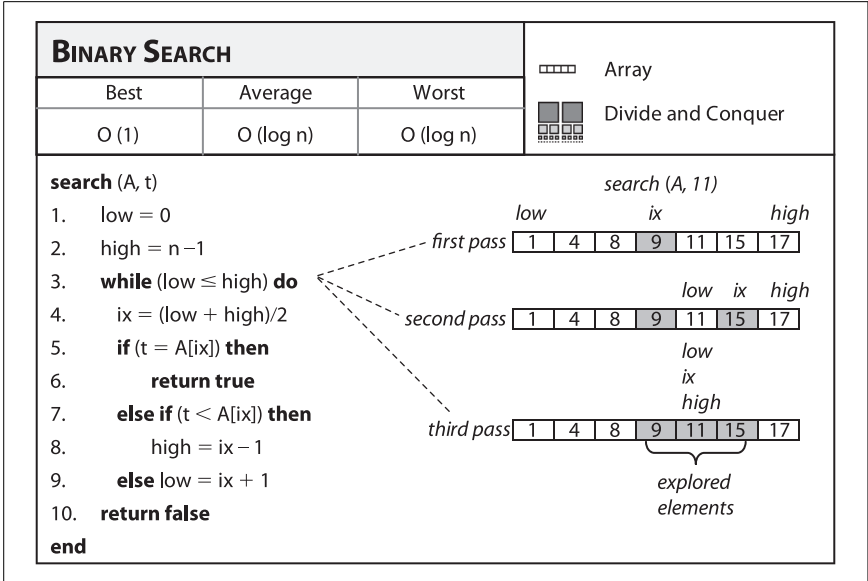 BINARY SEARCH
Best Average Worst
O (1) O (log n) O (log n)
Array
Divide and Conquer
search (A, t)
1. low = 0
2. high = n−1
3. while (low ≤ high) do
4. ix = (low + high)/2
5. if (t = A[ix]) then
6. return true
7. else if (t < A[ix]) then
8. high = ix − 1
9. else low = ix + 1
10. return false
end
search (A, 11)
low ix high
first pass 1 4 8 9 11 15 17
low ix high
second pass 1 4 8 9 11 15 17
low
ix
high
third pass 1 4 8 9 11 15 17
explored
elements